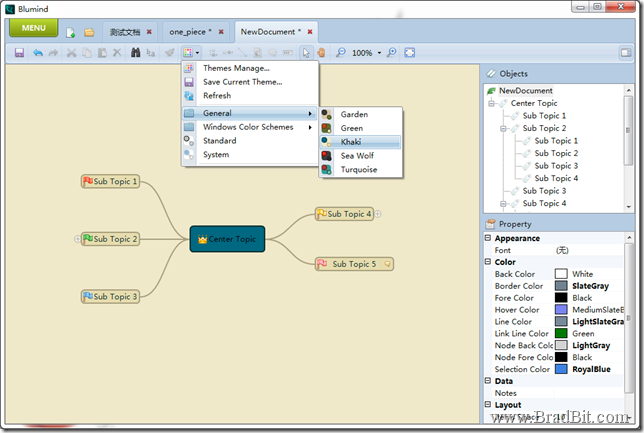 Blumind
MENU
测试文档
one_piece *
NewDocument *
100%
Themes Manage...
Save Current Theme...
Refresh
General
Windows Color Schemes
Standard
System
Garden
Green
Khaki
Sea Wolf
Turquoise
Sub Topic 1
Sub Topic 2
Sub Topic 3
Center Topic
Sub Topic 4
Sub Topic 5
Objects
NewDocument
Center Topic
Sub Topic 1
Sub Topic 2
Sub Topic 1
Sub Topic 2
Sub Topic 3
Sub Topic 4
Sub Topic 3
Sub Topic 4
Property
Appearance
Font (无)
Color
Back Color White
Border Color SlateGray
Fore Color Black
Hover Color MediumSlateB
Line Color LightSlateGra
Link Line Color Green
Node Back Colo LightGray
Node Fore Colo Black
Selection Color RoyalBlue
Data
Notes
Layout
www.BradBit.com